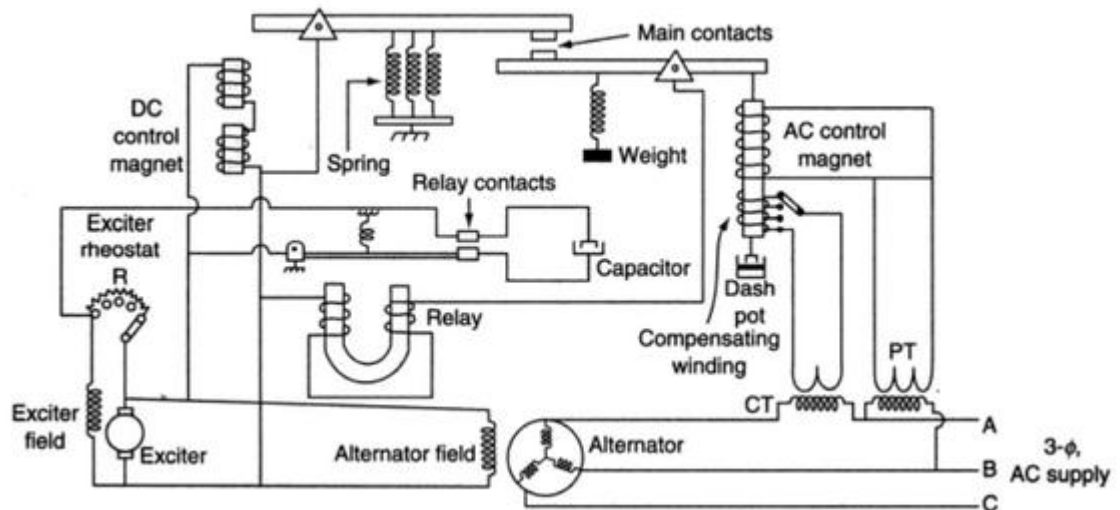 Main contacts
DC
control
magnet
Spring
Weight
AC control
magnet
Relay contacts
Exciter
rheostat
R
Capacitor
Relay
Dash
pot
Compensating
winding
PT
CT
Exciter
field
Exciter
Alternator field
Alternator
A
B
C
3-ϕ,
AC supply